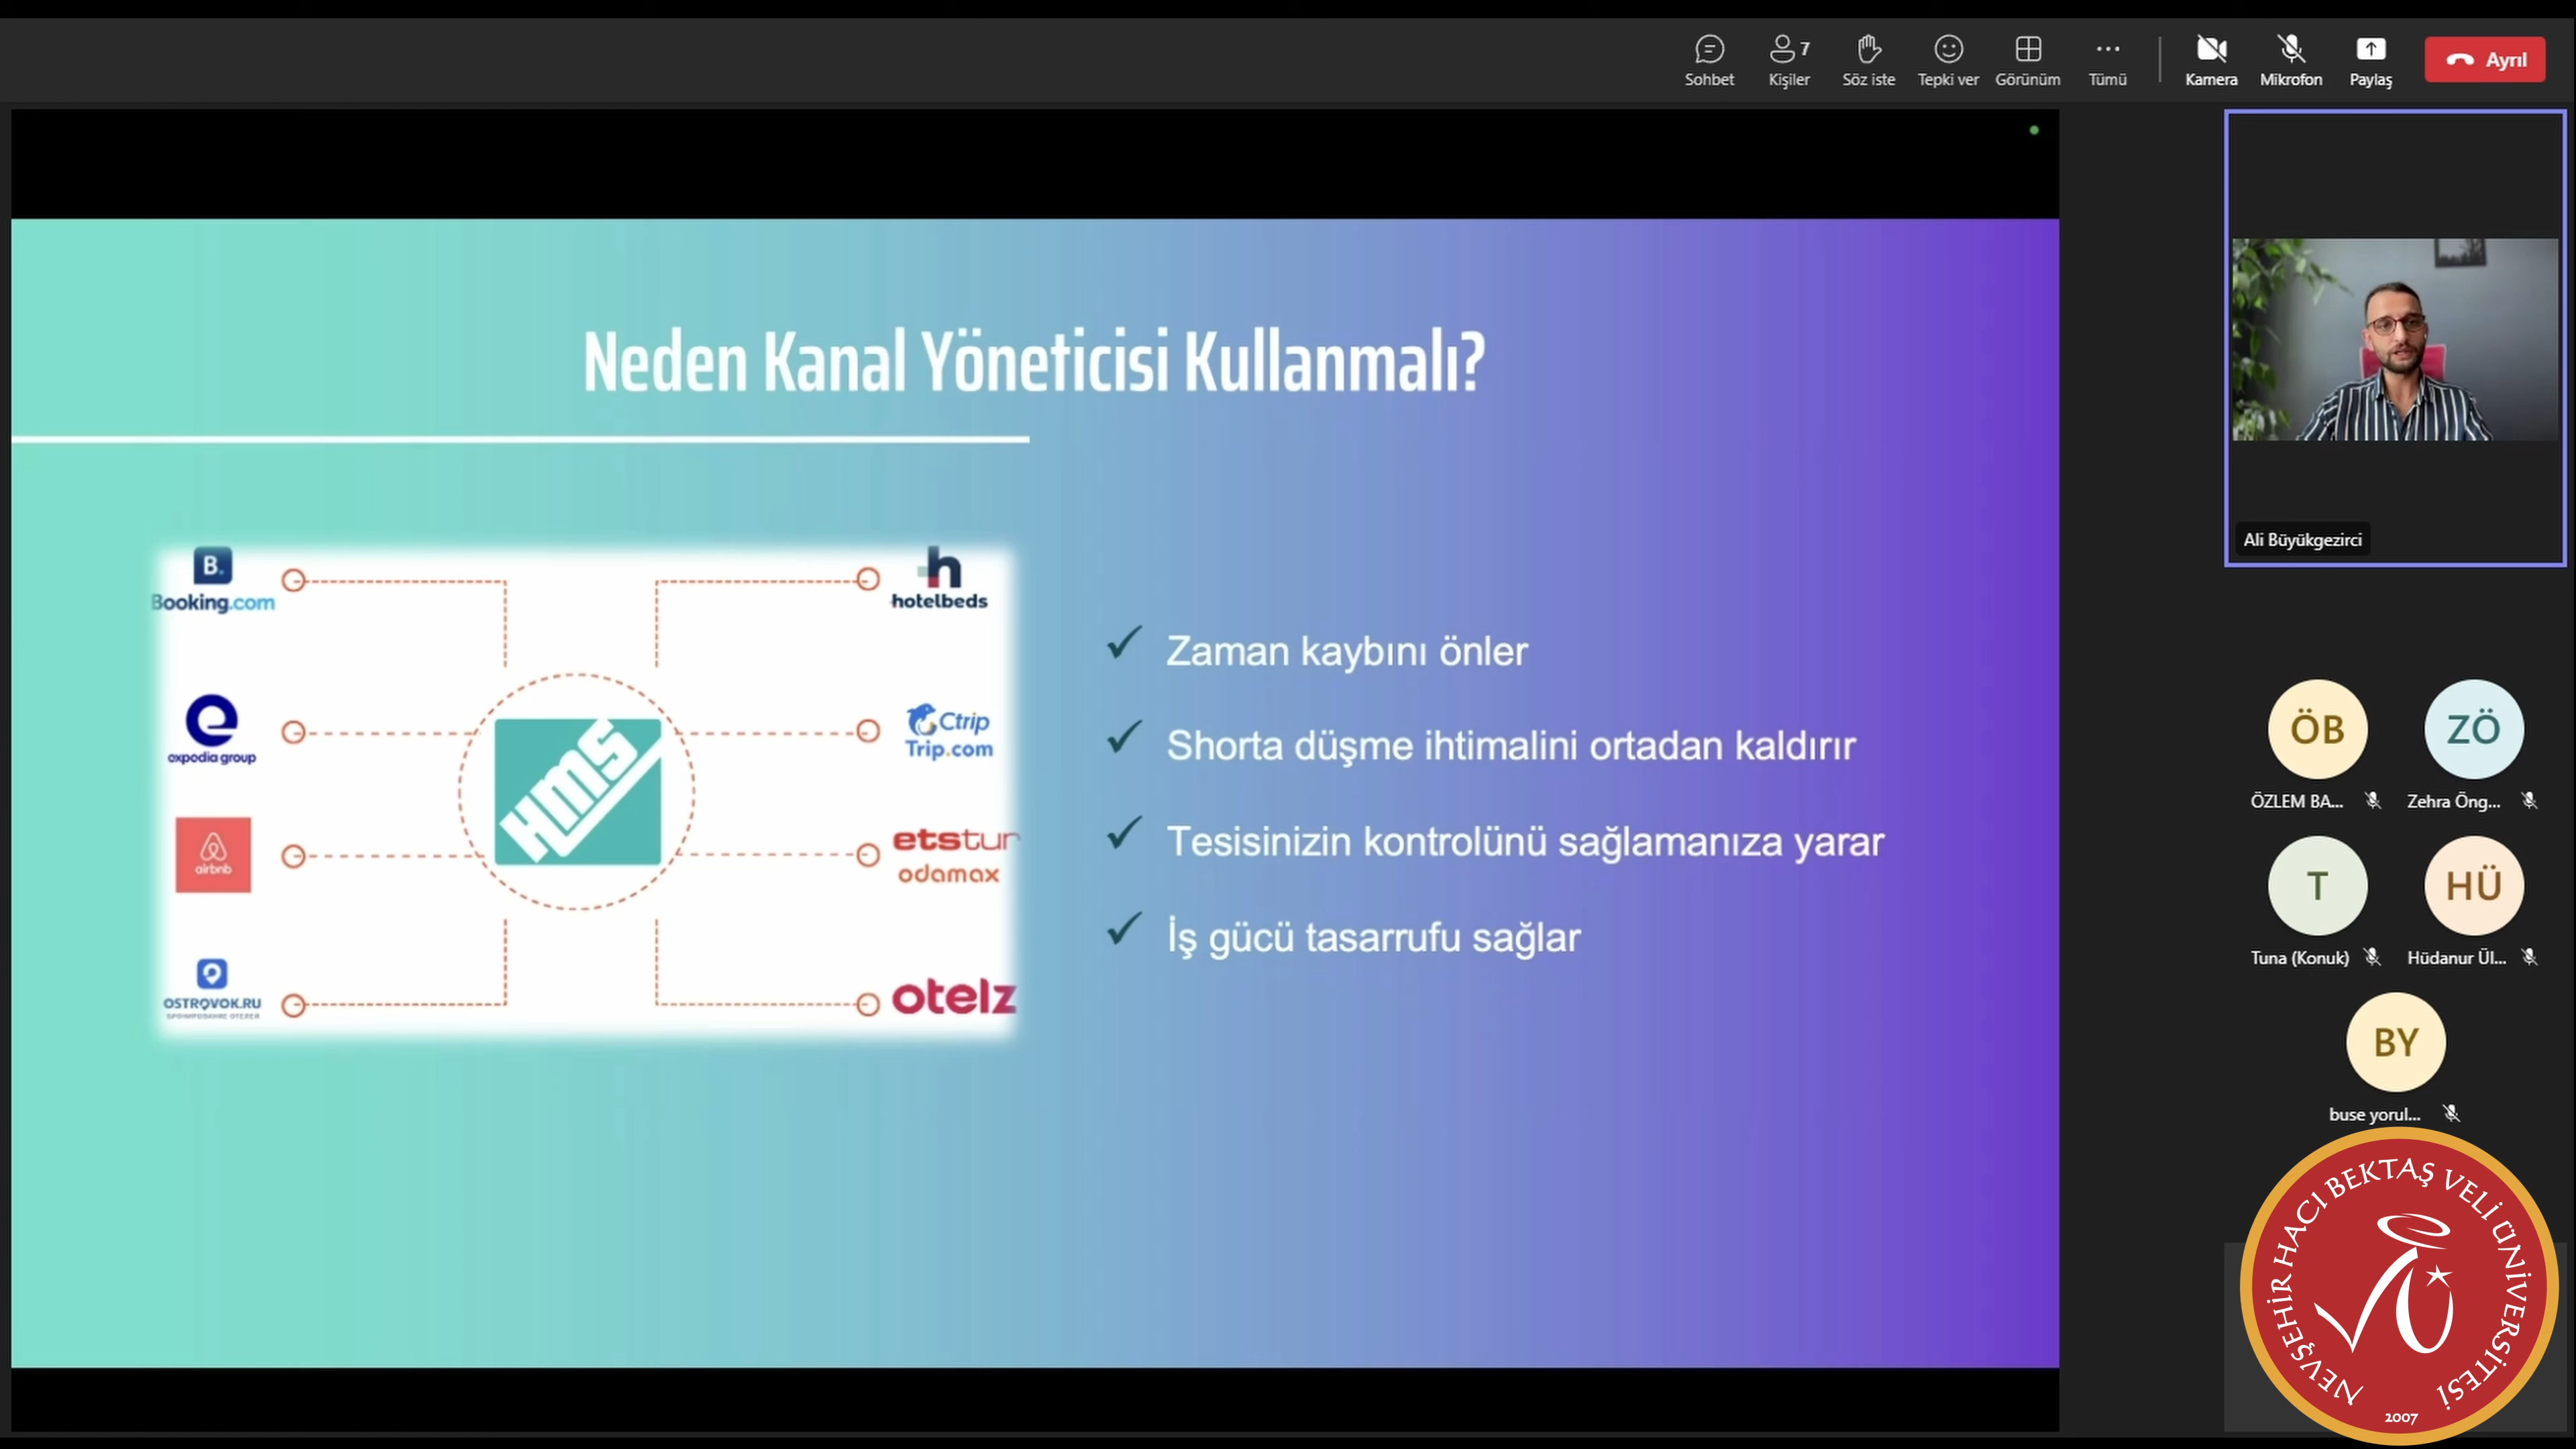 Sohbet
Kişiler 7
Söz iste
Tepki ver
Görünüm
Tümü
Kamera
Mikrofon
Paylaş
Ayrıl
Neden Kanal Yöneticisi Kullanmalı?
B.
Booking.com
expedia group
airbnb
OSTROVOK.RU
HMS
h
hotelbeds
Ctrip
Trip.com
etstur
odamax
otelz
Zaman kaybını önler
Shorta düşme ihtimalini ortadan kaldırır
Tesisinizin kontrolünü sağlamanıza yarar
İş gücü tasarrufu sağlar
Ali Büyükgezirci
ÖB
ÖZLEM BA...
ZÖ
Zehra Öng...
T
Tuna (Konuk)
HÜ
Hüdanur Ül...
BY
buse yorul...
NEVŞEHİR HACI BEKTAŞ VELİ ÜNİVERSİTESİ
2007